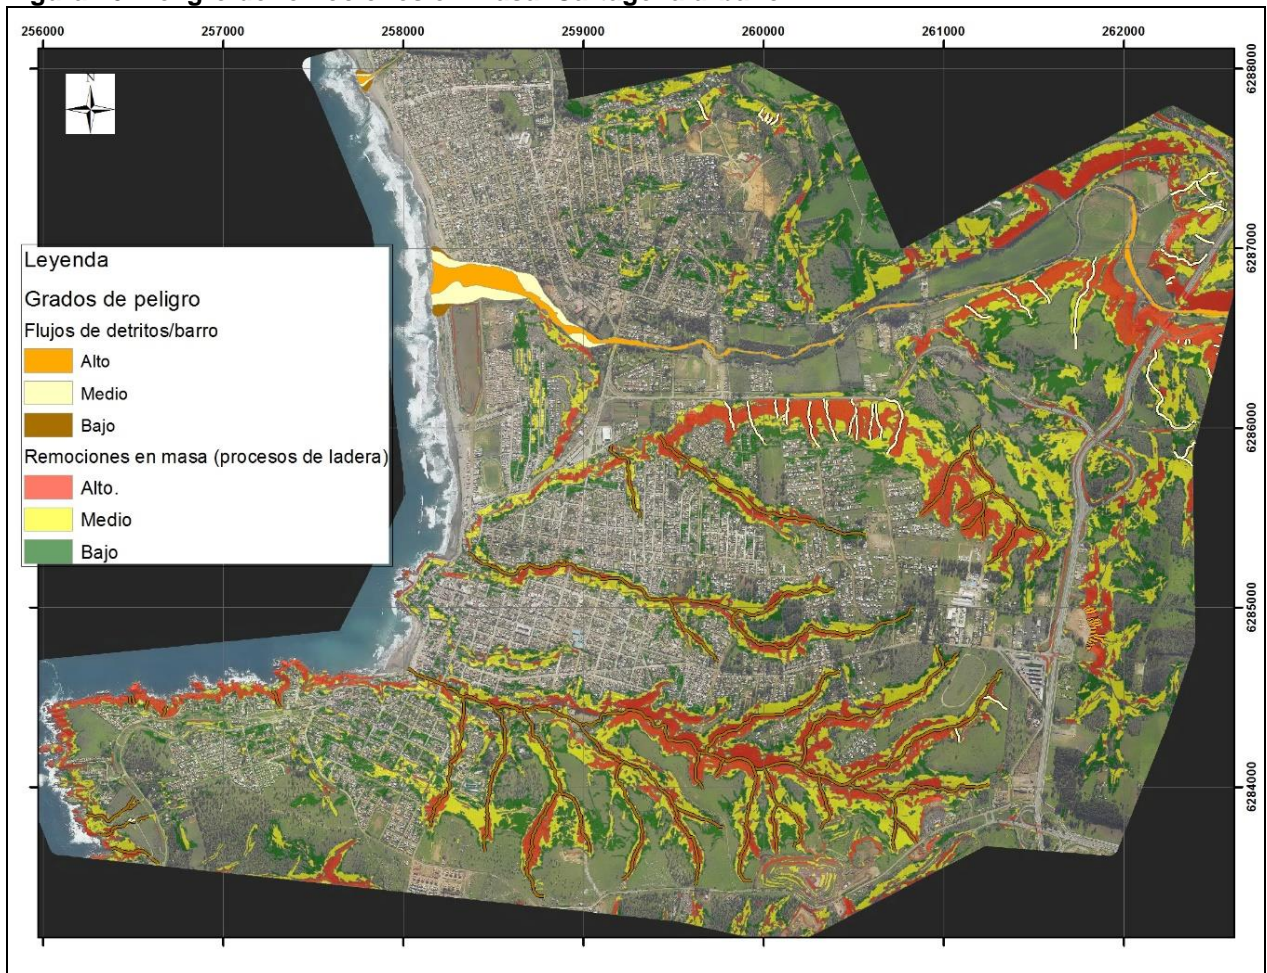 256000 257000 258000 259000 260000 261000 262000
N
6288000
6287000
6286000
6285000
6284000
Leyenda
Grados de peligro
Flujos de detritos/barro
Alto
Medio
Bajo
Remociones en masa (procesos de ladera)
Alto.
Medio
Bajo